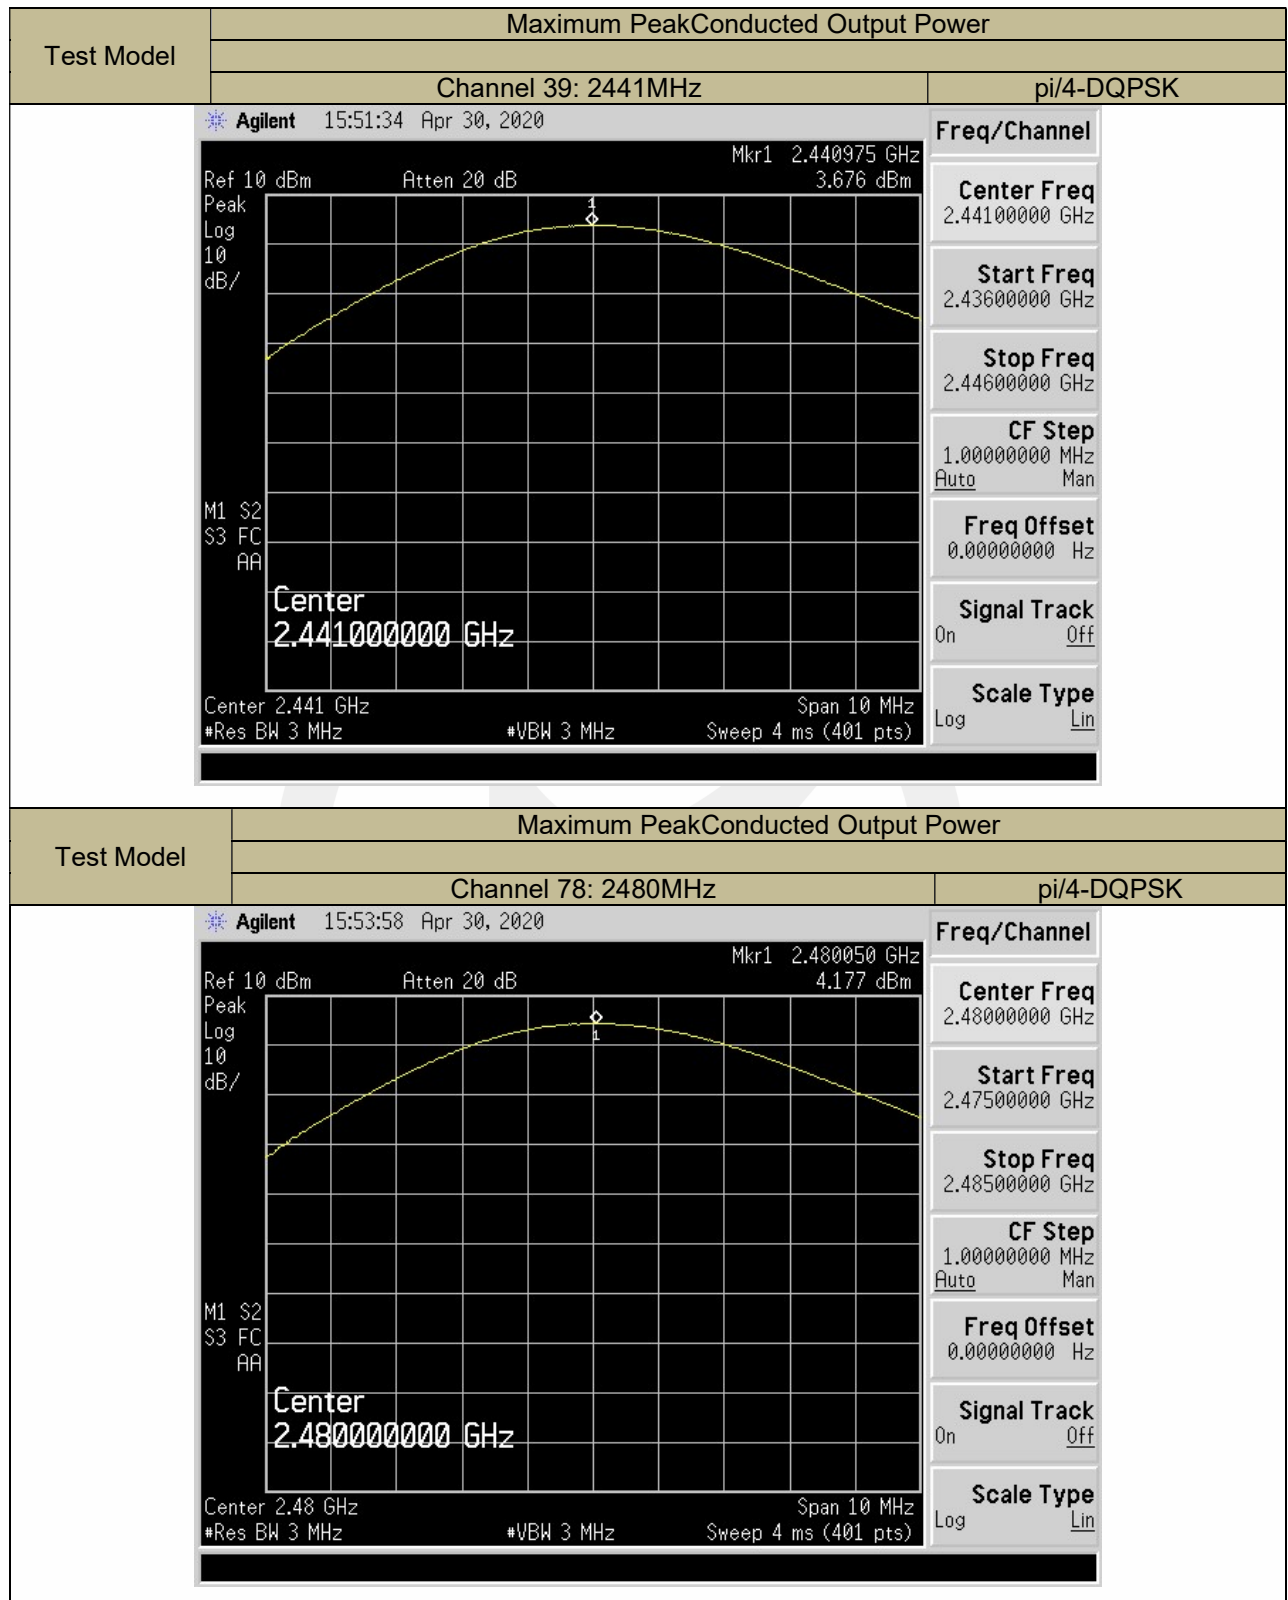 Test Model
Maximum PeakConducted Output Power
Channel 39: 2441MHz pi/4-DQPSK
Agilent 15:51:34 Apr 30, 2020
Mkr1 2.440975 GHz
Ref 10 dBm Atten 20 dB 3.676 dBm
Peak
Log
10
dB/
1
M1 S2
S3 FC
AA
Center
2.441000000 GHz
Center 2.441 GHz Span 10 MHz
#Res BW 3 MHz #VBW 3 MHz Sweep 4 ms (401 pts)
Freq/Channel
Center Freq
2.44100000 GHz
Start Freq
2.43600000 GHz
Stop Freq
2.44600000 GHz
CF Step
1.00000000 MHz
Auto Man
Freq Offset
0.00000000 Hz
Signal Track
On Off
Scale Type
Log Lin
Test Model
Maximum PeakConducted Output Power
Channel 78: 2480MHz pi/4-DQPSK
Agilent 15:53:58 Apr 30, 2020
Mkr1 2.480050 GHz
Ref 10 dBm Atten 20 dB 4.177 dBm
Peak
Log
10
dB/
1
M1 S2
S3 FC
AA
Center
2.480000000 GHz
Center 2.48 GHz Span 10 MHz
#Res BW 3 MHz #VBW 3 MHz Sweep 4 ms (401 pts)
Freq/Channel
Center Freq
2.48000000 GHz
Start Freq
2.47500000 GHz
Stop Freq
2.48500000 GHz
CF Step
1.00000000 MHz
Auto Man
Freq Offset
0.00000000 Hz
Signal Track
On Off
Scale Type
Log Lin